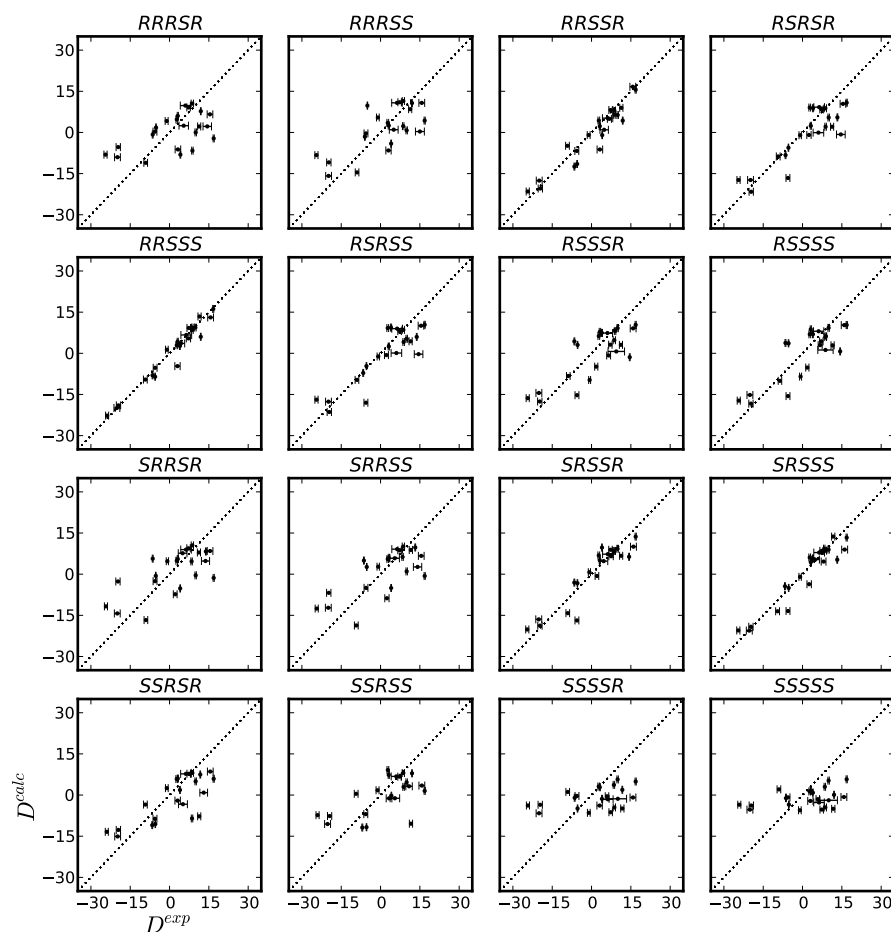 RRRSR RRRSS RRSSR RSRSR
30
15
0
−15
−30
RRSSS RSRSS RSSSR RSSSS
30
15
0
−15
−30
SRRSR SRRSS SRSSR SRSSS
30
15
0
−15
−30
SSRSR SSRSS SSSSR SSSSS
30
15
0
−15
−30
D^calc
−30 −15 0 15 30 −30 −15 0 15 30 −30 −15 0 15 30 −30 −15 0 15 30
D^exp